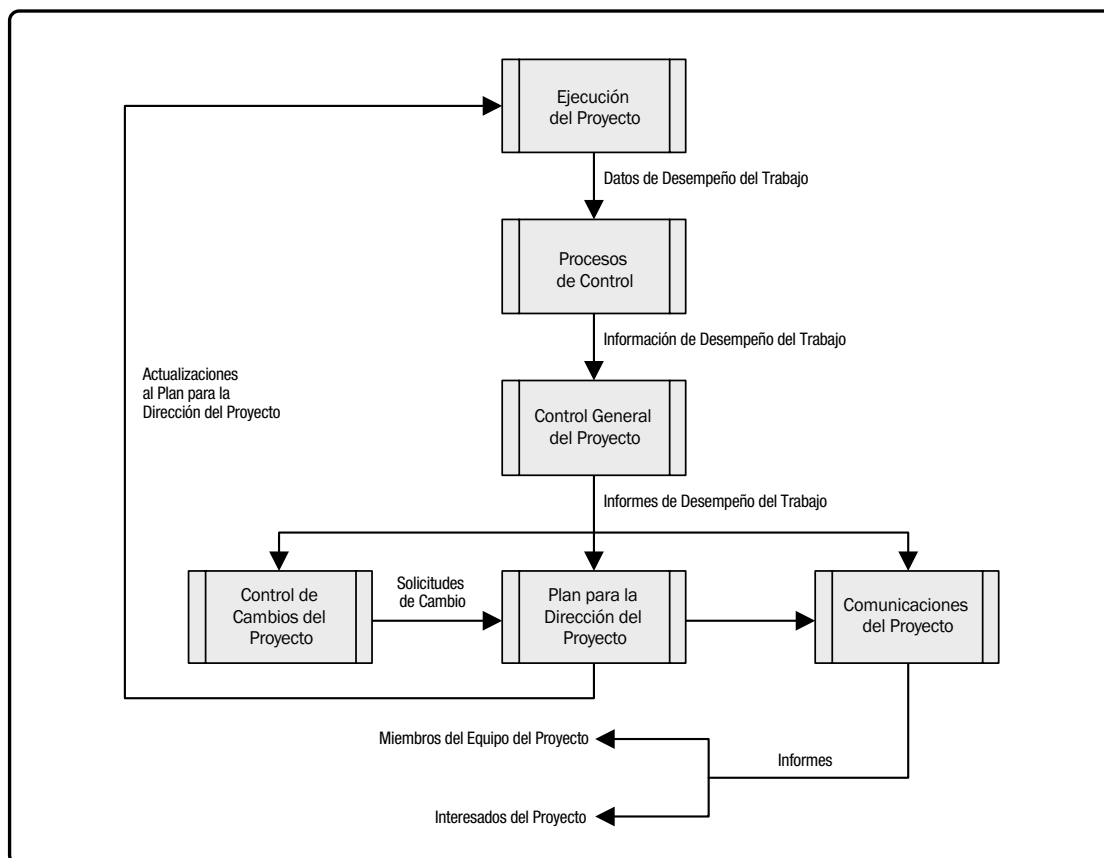 Ejecución
del Proyecto
Datos de Desempeño del Trabajo
Procesos
de Control
Información de Desempeño del Trabajo
Actualizaciones
al Plan para la
Dirección del Proyecto
Control General
del Proyecto
Informes de Desempeño del Trabajo
Control de
Cambios del
Proyecto
Solicitudes
de Cambio
Plan para la
Dirección del
Proyecto
Comunicaciones
del Proyecto
Miembros del Equipo del Proyecto
Informes
Interesados del Proyecto